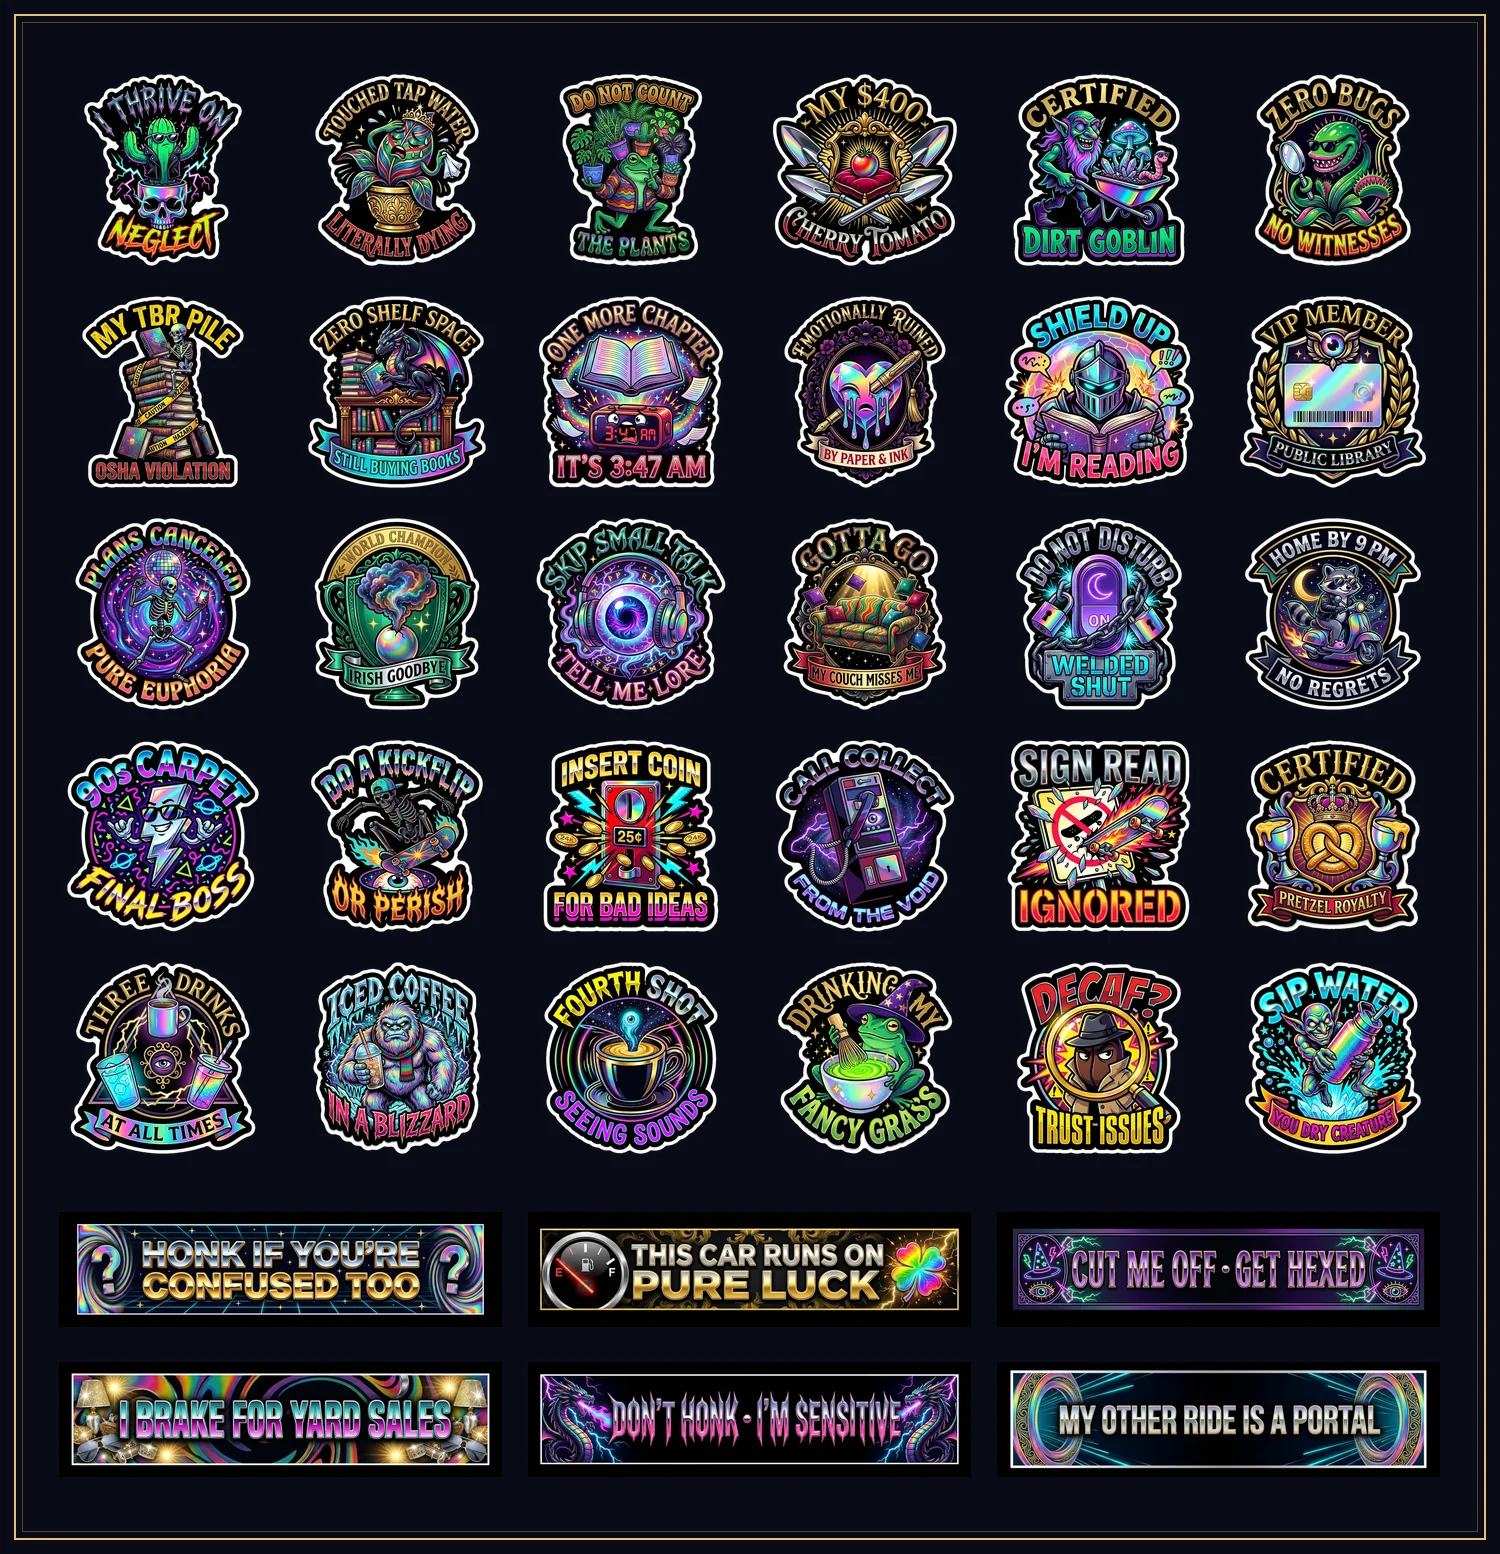 I THRIVE ON
NEGLECT
TOUCHED TAP WATER
LITERALLY DYING
DO NOT COUNT
THE PLANTS
MY $400
CHERRY TOMATO
CERTIFIED
DIRT GOBLIN
ZERO BUGS
NO WITNESSES
MY TBR PILE
CAUTION
CAUTION HAZARD
OSHA VIOLATION
ZERO SHELF SPACE
STILL BUYING BOOKS
ONE MORE CHAPTER
3:47 AM
IT'S 3:47 AM
EMOTIONALLY RUINED
BY PAPER & INK
SHIELD UP
!!!
I'M READING
VIP MEMBER
PUBLIC LIBRARY
PLANS CANCELED
PURE EUPHORIA
WORLD CHAMPION
IRISH GOODBYE
SKIP SMALL TALK
TELL ME LORE
GOTTA GO
MY COUCH MISSES ME
DO NOT DISTURB
ON
WELDED
SHUT
HOME BY 9 PM
NO REGRETS
90s CARPET
FINAL BOSS
DO A KICKFLIP
OR PERISH
INSERT COIN
25¢
FOR BAD IDEAS
CALL COLLECT
FROM THE VOID
SIGN READ
IGNORED
CERTIFIED
PRETZEL ROYALTY
THREE DRINKS
AT ALL TIMES
ICED COFFEE
IN A BLIZZARD
FOURTH SHOT
SEEING SOUNDS
DRINKING MY
FANCY GRASS
DECAF?
TRUST ISSUES
SIP WATER
YOU DRY CREATURE
? HONK IF YOU'RE ?
CONFUSED TOO
E F
THIS CAR RUNS ON
PURE LUCK
CUT ME OFF • GET HEXED
I BRAKE FOR YARD SALES
DON'T HONK • I'M SENSITIVE
MY OTHER RIDE IS A PORTAL